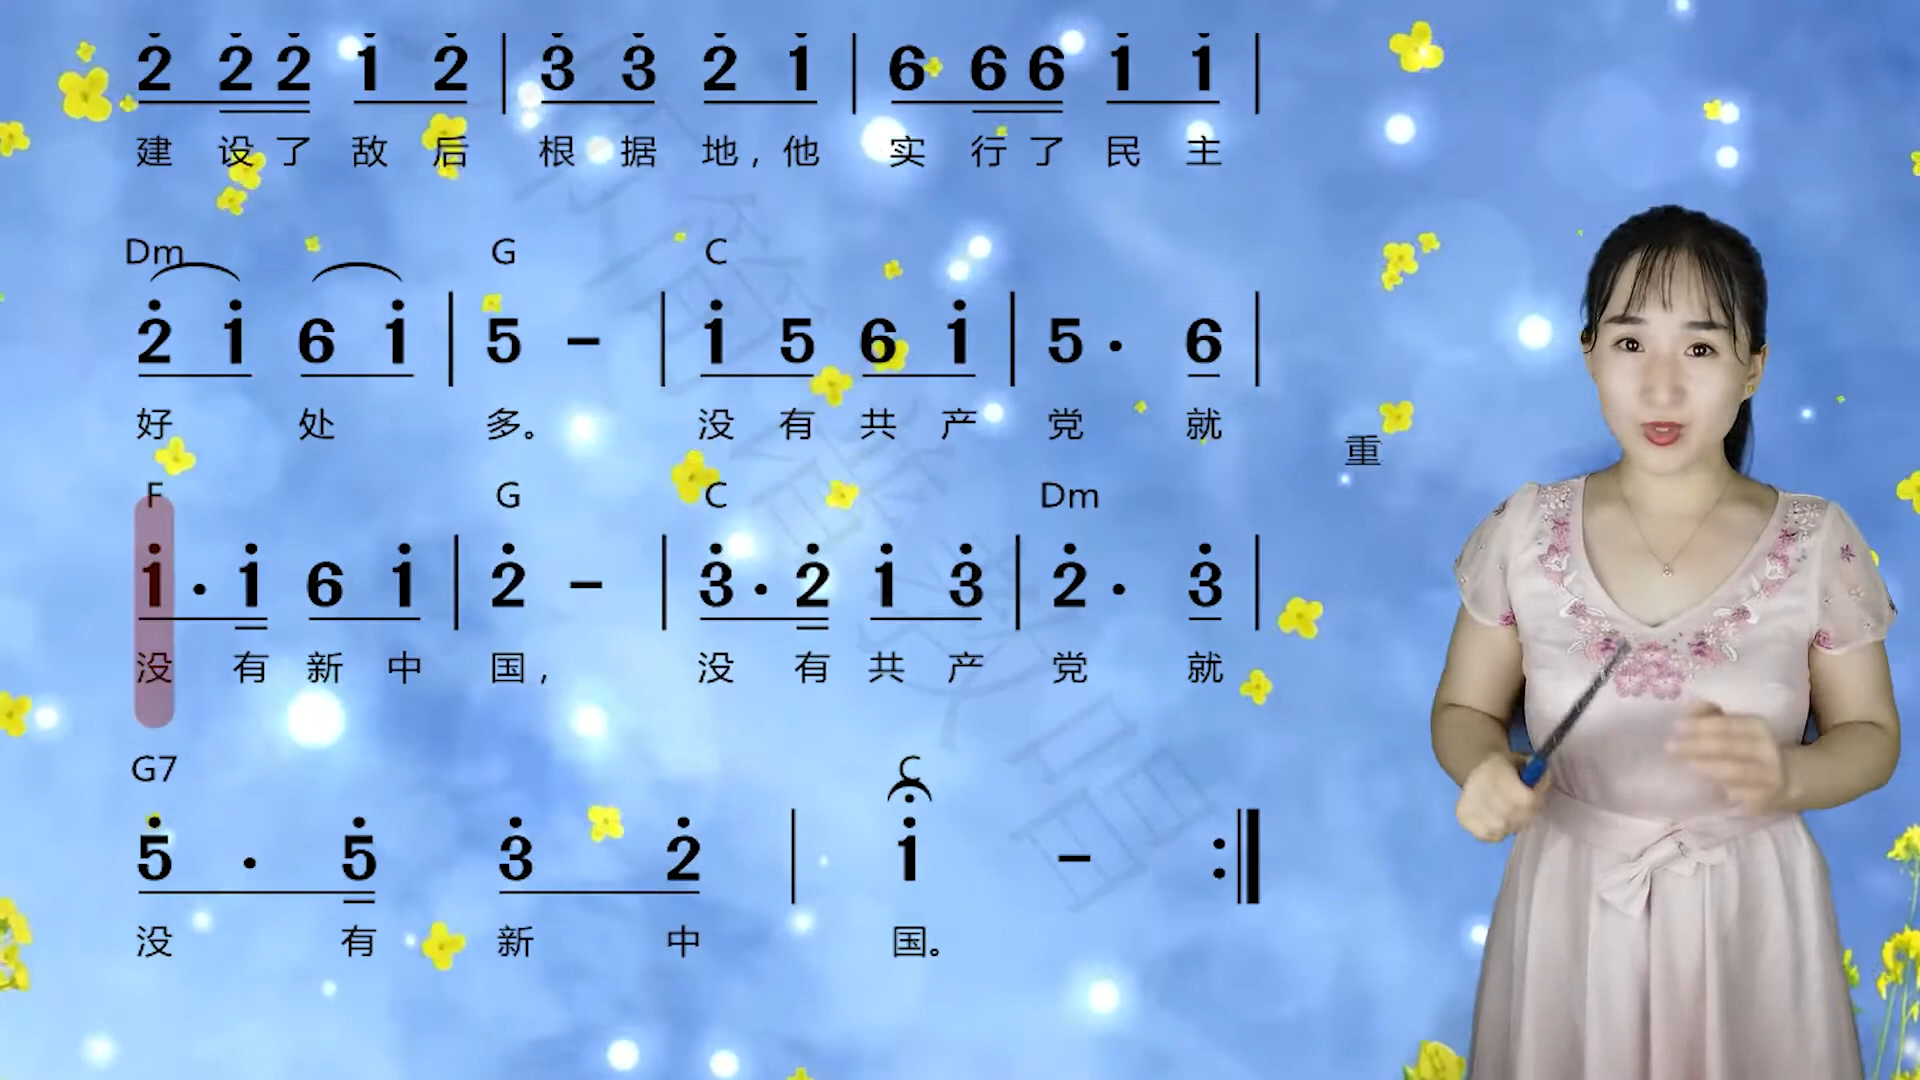 2̇ 2̇ 2̇ 1̇ 2̇ | 3̇ 3̇ 2̇ 1̇ | 6 6 6 1̇ 1̇ |
建 设 了 敌 后 根 据 地，他 实 行 了 民 主
Dm G C
2̇ 1̇ 6 1̇ | 5 - | 1̇ 5 6 1̇ | 5 · 6 |
好 处 多。 没 有 共 产 党 就
重
F G C Dm
1̇ · 1̇ 6 1̇ | 2̇ - | 3̇ · 2̇ 1̇ 3̇ | 2̇ · 3̇ |
没 有 新 中 国， 没 有 共 产 党 就
G7 C
5̇ · 5̇ 3̇ 2̇ | 1̇ - :|
没 有 新 中 国。